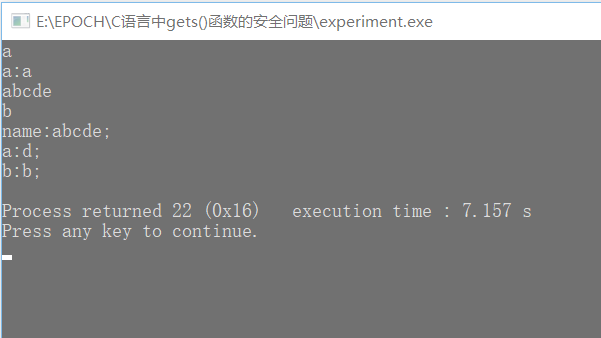 E:\EPOCH\C语言中gets()函数的安全问题\experiment.exe
a
a:a
abcde
b
name:abcde;
a:d;
b:b;
Process returned 22 (0x16)   execution time : 7.157 s
Press any key to continue.